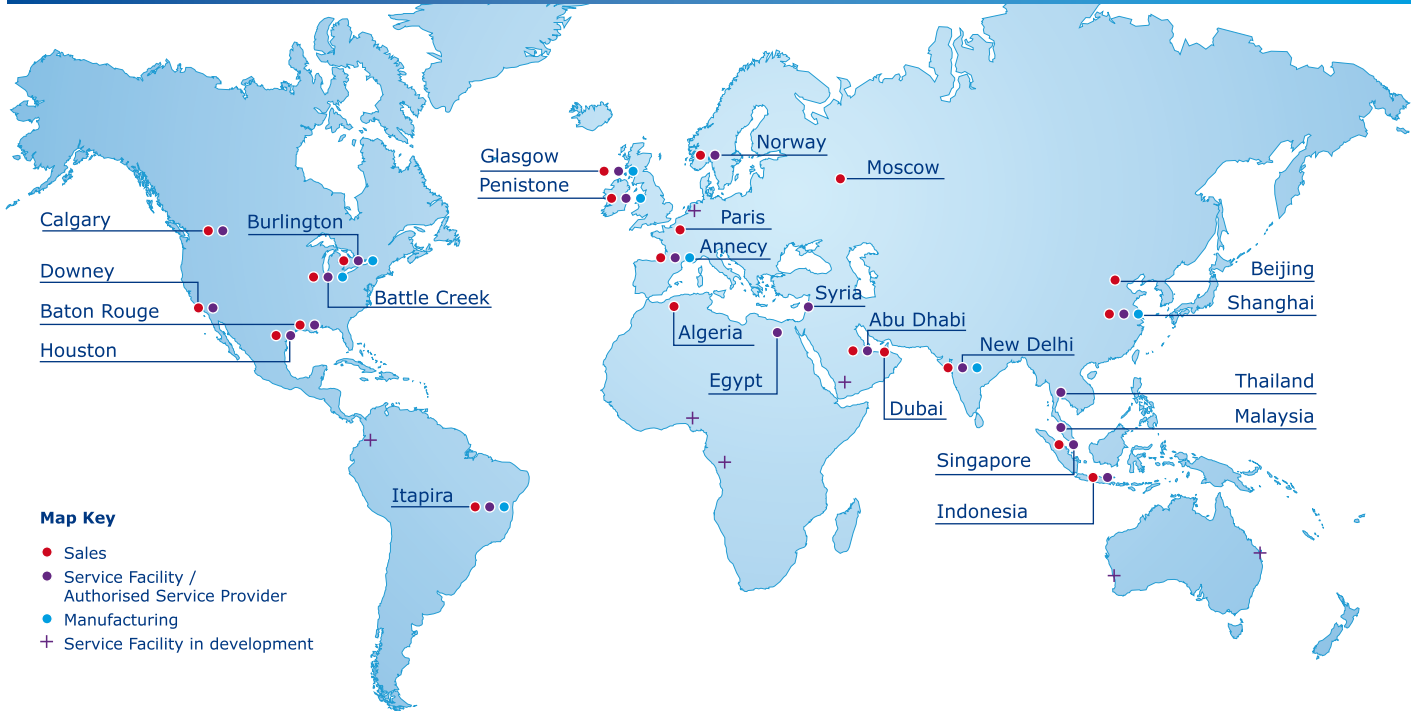 Norway
Glasgow
Moscow
Penistone
Paris
Calgary
Burlington
Annecy
Downey
Beijing
Battle Creek
Syria
Shanghai
Baton Rouge
Abu Dhabi
Algeria
New Delhi
Houston
Egypt
Thailand
Dubai
Malaysia
Singapore
Itapira
Indonesia
Map Key
Sales
Service Facility /
Authorised Service Provider
Manufacturing
Service Facility in development